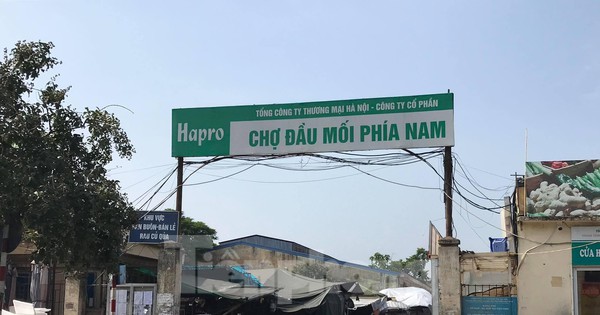 TỔNG CÔNG TY THƯƠNG MẠI HÀ NỘI - CÔNG TY CỔ PHẦN
Hapro CHỢ ĐẦU MỐI PHÍA NAM
KHU VỰC
BUÔN-BÁN LẺ
RAU CỦ QUẢ
CỬA H